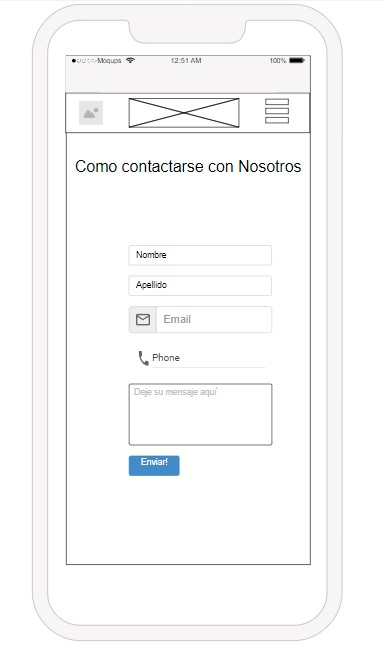 Moqups 12:51 AM 100%
Como contactarse con Nosotros
Nombre
Apellido
Email
Phone
Deje su mensaje aquí
Enviar!